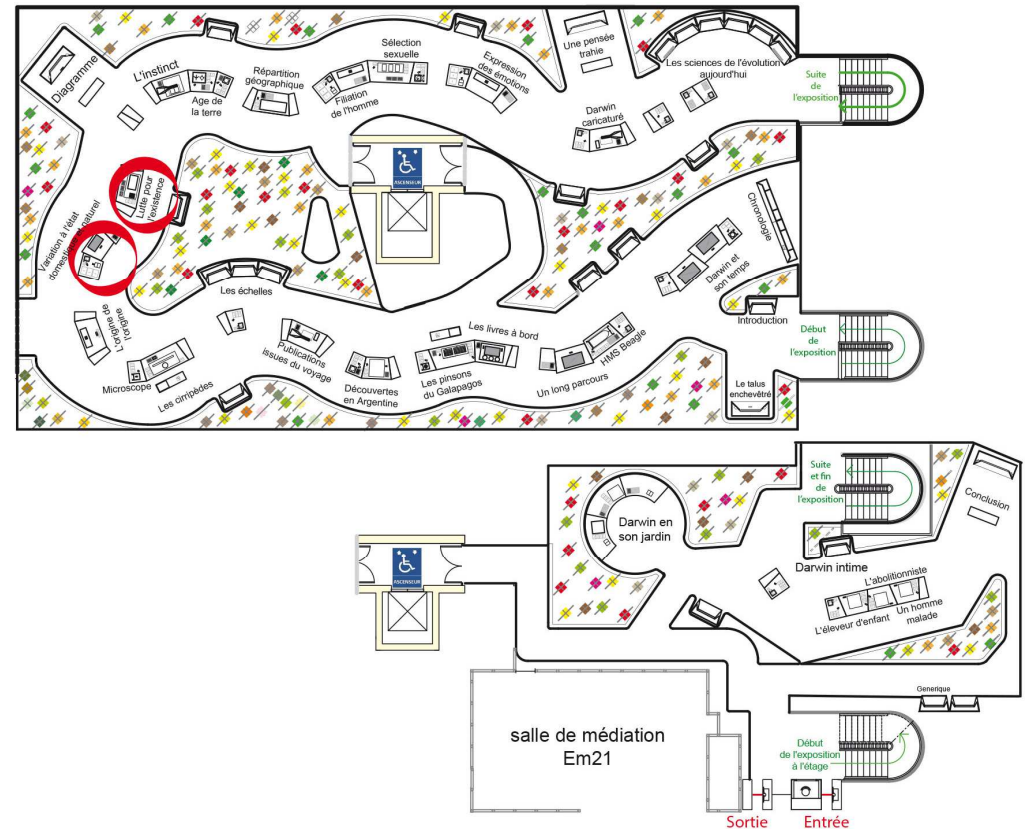 Diagramme
L'instinct
Age de
la terre
Répartition
géographique
Sélection
sexuelle
Filiation
de l'homme
Expression
des émotions
Une pensée
trahie
Les sciences de l'évolution
aujourd'hui
Darwin
caricaturé
Suite
de
l'exposition
ASCENSEUR
Lutte pour
l'existence
Variation à l'état
domestique et naturel
Chronologie
Darwin et
son temps
Introduction
Début
de
l'exposition
Les échelles
L'origine de
l'origine
Microscope
Les cirripèdes
Publications
issues du voyage
Découvertes
en Argentine
Les livres à bord
Les pinsons
du Galapagos
HMS Beagle
Un long parcours
Le talus
enchevêtré
Suite
et fin
de
l'exposition
Conclusion
Darwin en
son jardin
ASCENSEUR
Darwin intime
L'abolitionniste
L'éleveur d'enfant
Un homme
malade
Générique
salle de médiation
Em21
Début
de l'exposition
à l'étage
Sortie
Entrée